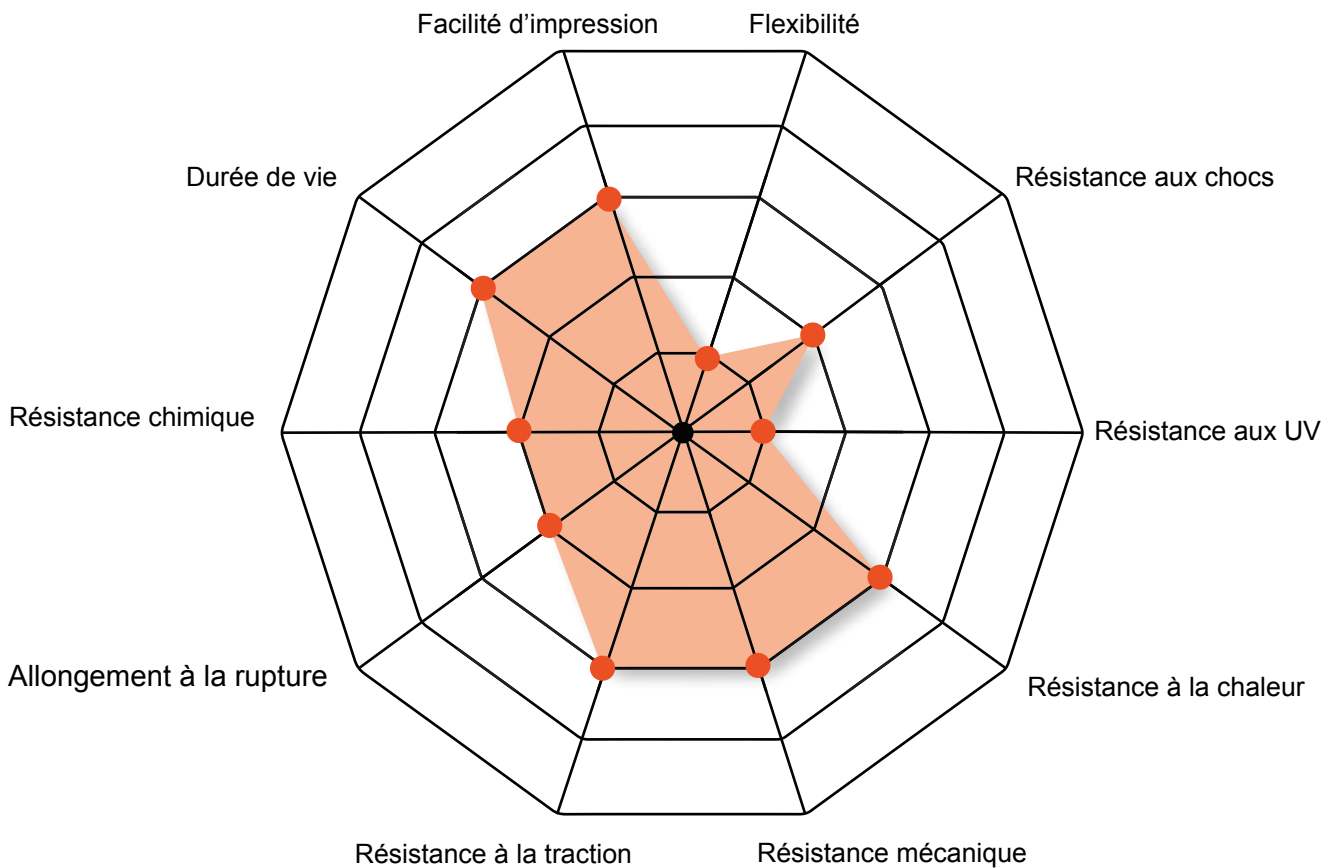 Facilité d’impression
Flexibilité
Durée de vie
Résistance aux chocs
Résistance chimique
Résistance aux UV
Allongement à la rupture
Résistance à la chaleur
Résistance à la traction
Résistance mécanique